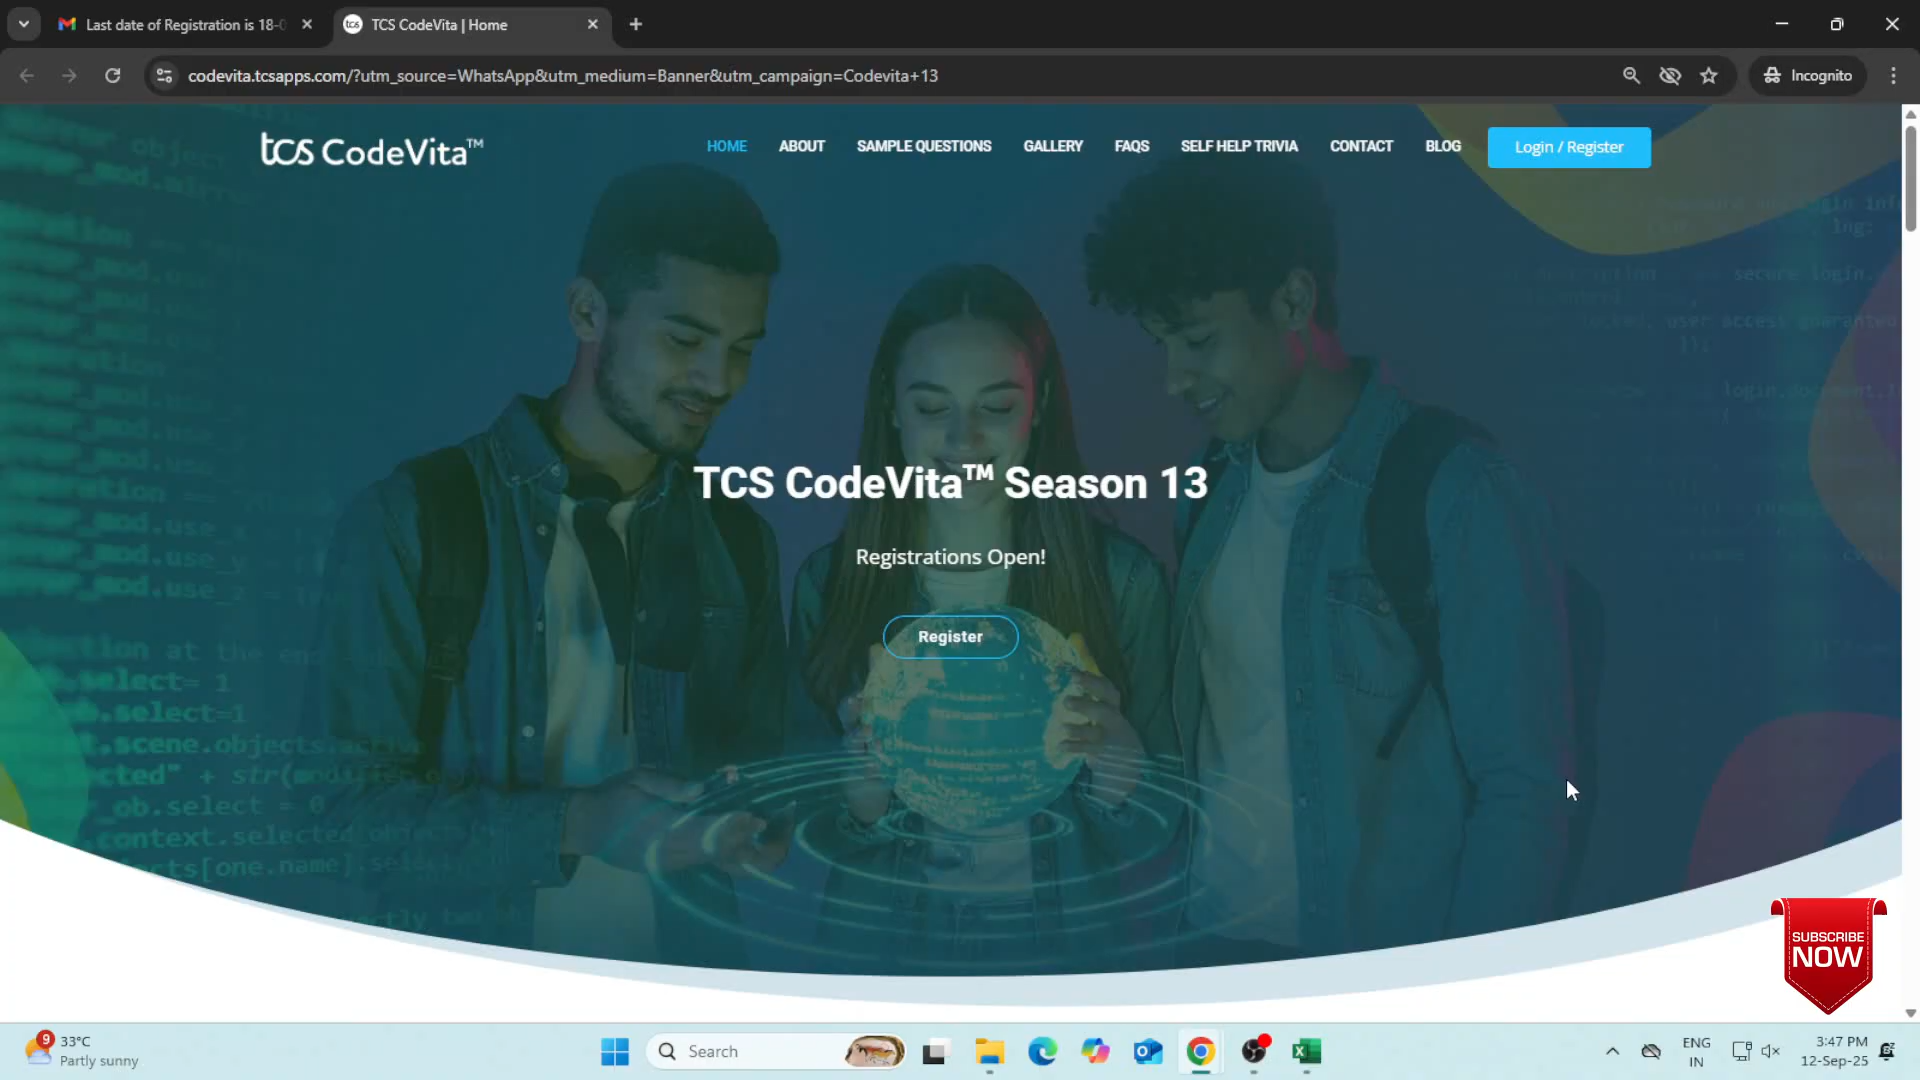 Last date of Registration is 18-0
TCS CodeVita | Home
codevita.tcsapps.com/?utm_source=WhatsApp&utm_medium=Banner&utm_campaign=Codevita+13
Incognito
tcs CodeVita™
HOME
ABOUT
SAMPLE QUESTIONS
GALLERY
FAQS
SELF HELP TRIVIA
CONTACT
BLOG
Login / Register
TCS CodeVita™ Season 13
Registrations Open!
Register
SUBSCRIBE
NOW
9
33°C
Partly sunny
Search
ENG
IN
3:47 PM
12-Sep-25